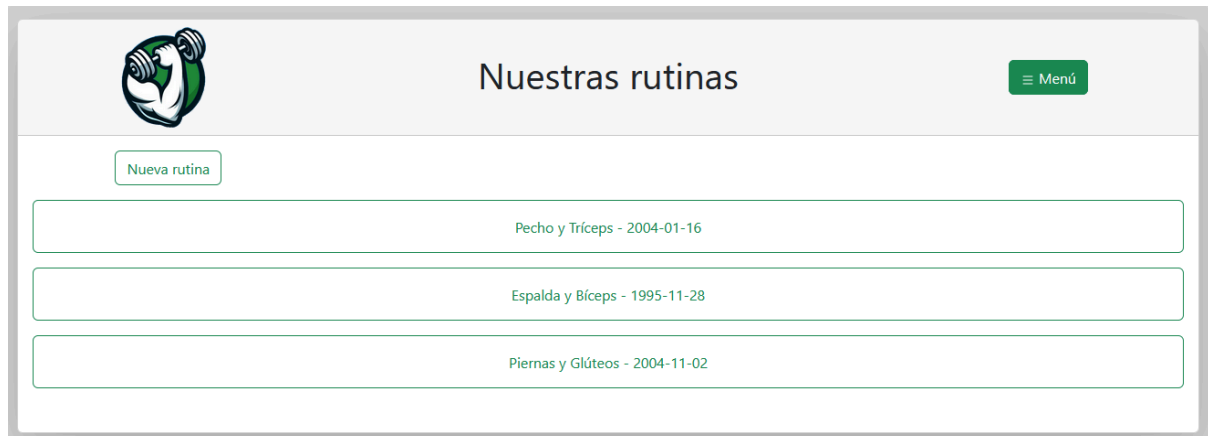 Nuestras rutinas
☰ Menú
Nueva rutina
Pecho y Tríceps - 2004-01-16
Espalda y Bíceps - 1995-11-28
Piernas y Glúteos - 2004-11-02